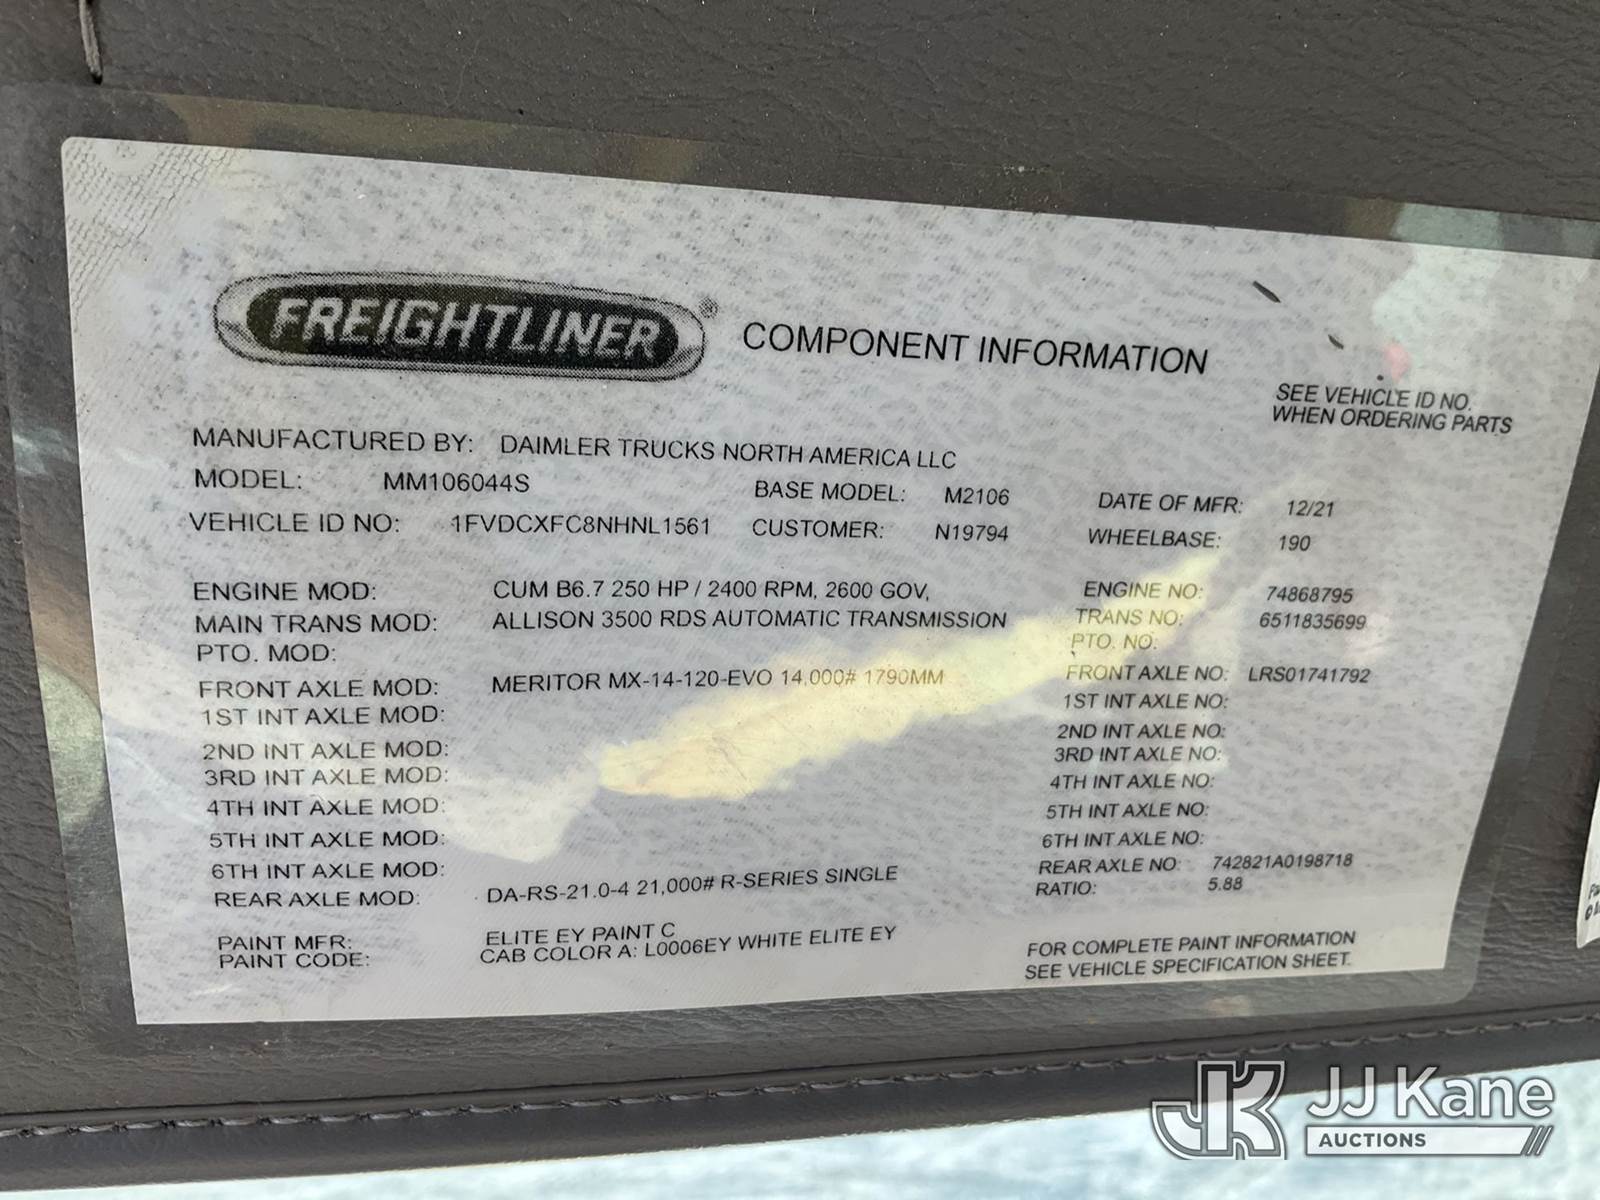 FREIGHTLINER® COMPONENT INFORMATION
SEE VEHICLE ID NO.
WHEN ORDERING PARTS
MANUFACTURED BY: DAIMLER TRUCKS NORTH AMERICA LLC
MODEL: MM106044S BASE MODEL: M2106 DATE OF MFR: 12/21
VEHICLE ID NO: 1FVDCXFC8NHNL1561 CUSTOMER: N19794 WHEELBASE: 190
ENGINE MOD: CUM B6.7 250 HP / 2400 RPM, 2600 GOV, ENGINE NO: 74868795
MAIN TRANS MOD: ALLISON 3500 RDS AUTOMATIC TRANSMISSION TRANS NO: 6511835699
PTO. MOD: PTO. NO.
FRONT AXLE MOD: MERITOR MX-14-120-EVO 14,000# 1790MM FRONT AXLE NO: LRS01741792
1ST INT AXLE MOD: 1ST INT AXLE NO:
2ND INT AXLE MOD: 2ND INT AXLE NO:
3RD INT AXLE MOD: 3RD INT AXLE NO:
4TH INT AXLE MOD: 4TH INT AXLE NO:
5TH INT AXLE MOD: 5TH INT AXLE NO:
6TH INT AXLE MOD: 6TH INT AXLE NO:
REAR AXLE MOD: DA-RS-21.0-4 21,000# R-SERIES SINGLE REAR AXLE NO: 742821A0198718
RATIO: 5.88
PAINT MFR: ELITE EY PAINT C
PAINT CODE: CAB COLOR A: L0006EY WHITE ELITE EY
FOR COMPLETE PAINT INFORMATION
SEE VEHICLE SPECIFICATION SHEET.
JK JJ Kane
AUCTIONS